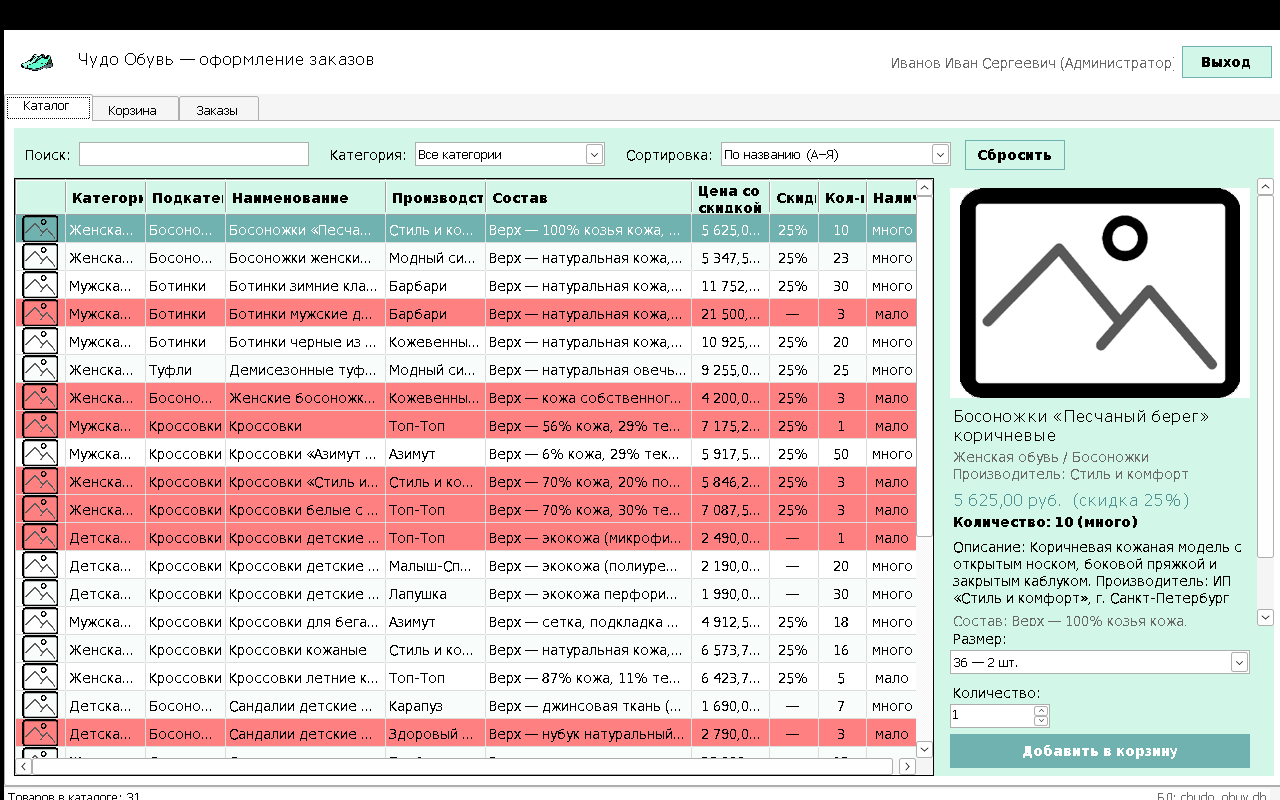 Чудо Обувь — оформление заказов
Иванов Иван Сергеевич (Администратор)
Выход
Каталог
Корзина
Заказы
Поиск:
Категория: Все категории
Сортировка: По названию (А–Я)
Сбросить
Категори Подкатег Наименование Производст Состав Цена со скидкой Скид Кол-в Налич
Женска... Босоно... Босоножки «Песча... Стиль и ко... Верх — 100% козья кожа, ... 5 625,0... 25% 10 много
Женска... Босоно... Босоножки женски... Модный си... Верх — натуральная кожа,... 5 347,5... 25% 23 много
Мужска... Ботинки Ботинки зимние кла... Барбари Верх — натуральная кожа,... 11 752,... 25% 30 много
Мужска... Ботинки Ботинки мужские д... Барбари Верх — натуральная кожа,... 21 500,... — 3 мало
Мужска... Ботинки Ботинки черные из ... Кожевенны... Верх — натуральная кожа,... 10 925,... 25% 20 много
Женска... Туфли Демисезонные туф... Модный си... Верх — натуральная овечь... 9 255,0... 25% 25 много
Женска... Босоно... Женские босоножк... Кожевенны... Верх — кожа собственног... 4 200,0... 25% 3 мало
Мужска... Кроссовки Кроссовки Топ-Топ Верх — 56% кожа, 29% те... 7 175,2... 25% 1 мало
Мужска... Кроссовки Кроссовки «Азимут ... Азимут Верх — 6% кожа, 29% тек... 5 917,5... 25% 50 много
Женска... Кроссовки Кроссовки «Стиль и... Стиль и ко... Верх — 70% кожа, 20% по... 5 846,2... 25% 3 мало
Женска... Кроссовки Кроссовки белые с ... Топ-Топ Верх — 70% кожа, 30% те... 7 087,5... 25% 3 мало
Детска... Кроссовки Кроссовки детские ... Топ-Топ Верх — экокожа (микрофи... 2 490,0... — 1 мало
Детска... Кроссовки Кроссовки детские ... Малыш-Сп... Верх — экокожа (полиуре... 2 190,0... — 20 много
Детска... Кроссовки Кроссовки детские ... Лапушка Верх — экокожа перфори... 1 990,0... — 30 много
Мужска... Кроссовки Кроссовки для бега... Азимут Верх — сетка, подкладка ... 4 912,5... 25% 18 много
Женска... Кроссовки Кроссовки кожаные Стиль и ко... Верх — натуральная кожа,... 6 573,7... 25% 16 много
Женска... Кроссовки Кроссовки летние к... Топ-Топ Верх — 87% кожа, 11% те... 6 423,7... 25% 5 мало
Детска... Босоно... Сандалии детские ... Карапуз Верх — джинсовая ткань (... 1 690,0... — 7 много
Детска... Босоно... Сандалии детские ... Здоровый ... Верх — нубук натуральный... 2 790,0... — 3 мало
Босоножки «Песчаный берег»
коричневые
Женская обувь / Босоножки
Производитель: Стиль и комфорт
5 625,00 руб. (скидка 25%)
Количество: 10 (много)
Описание: Коричневая кожаная модель с
открытым носком, боковой пряжкой и
закрытым каблуком. Производитель: ИП
«Стиль и комфорт», г. Санкт-Петербург
Состав: Верх — 100% козья кожа.
Размер:
36 — 2 шт.
Количество:
1
Добавить в корзину
Товаров в каталоге: 31
БД: chudo_obuv.db